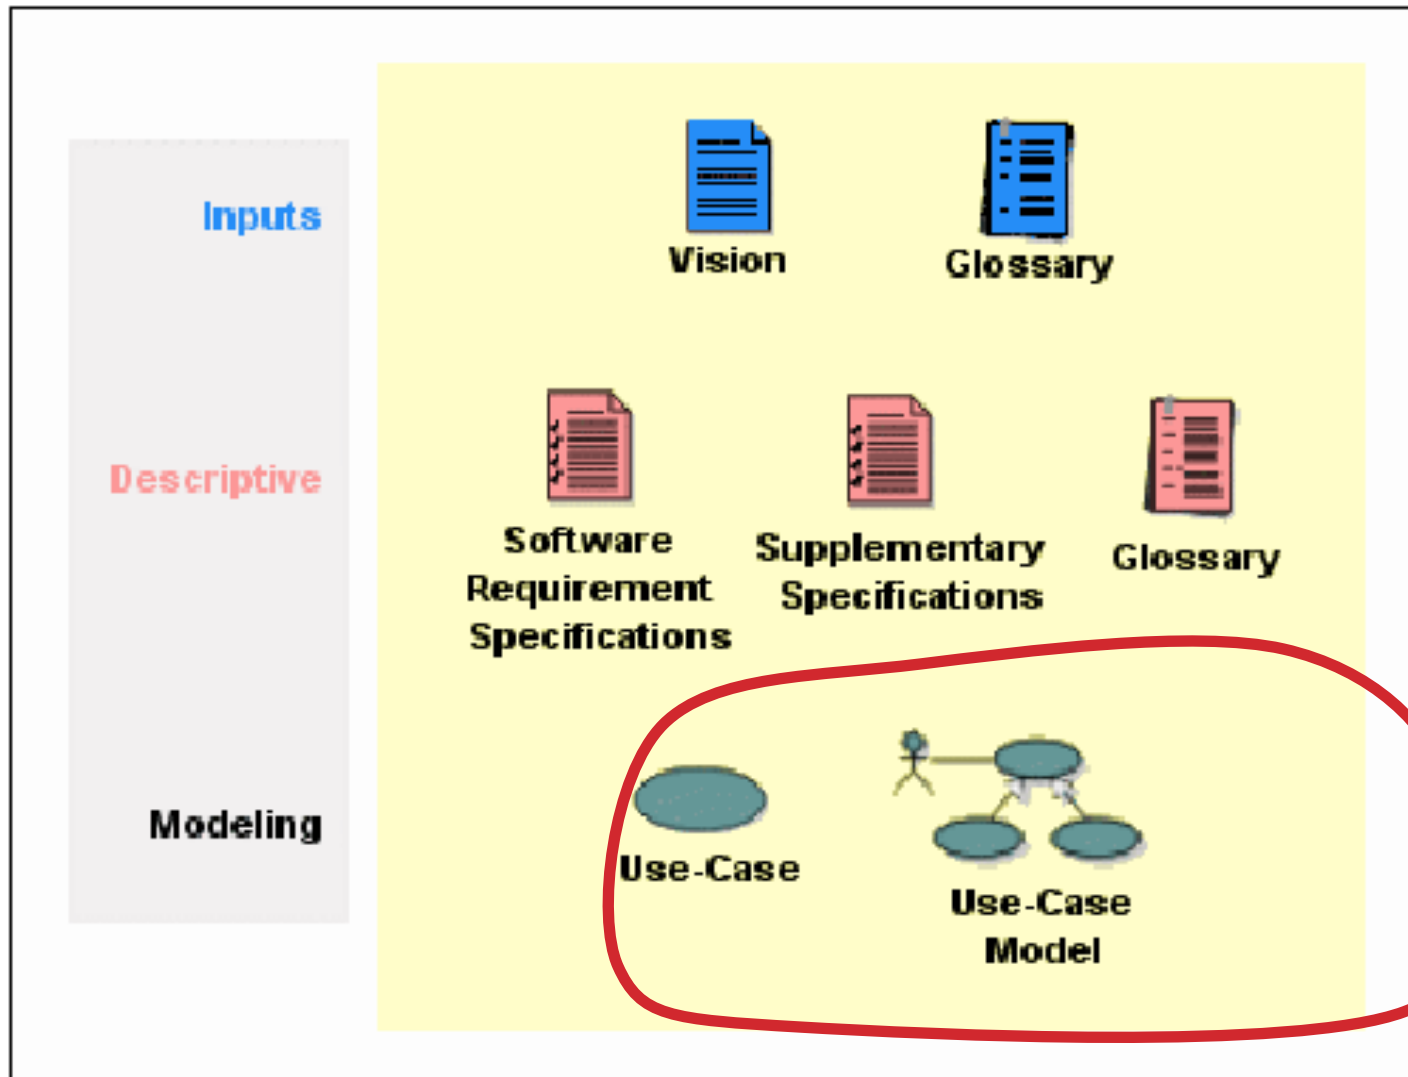 Inputs
Vision
Glossary
Descriptive
Software
Requirement
Specifications
Supplementary
Specifications
Glossary
Modeling
Use-Case
Use-Case
Model